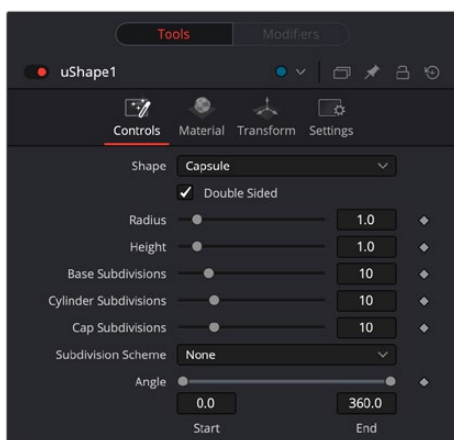 Tools Modifiers
uShape1
Controls Material Transform Settings
Shape Capsule
Double Sided
Radius 1.0
Height 1.0
Base Subdivisions 10
Cylinder Subdivisions 10
Cap Subdivisions 10
Subdivision Scheme None
Angle
0.0 360.0
Start End